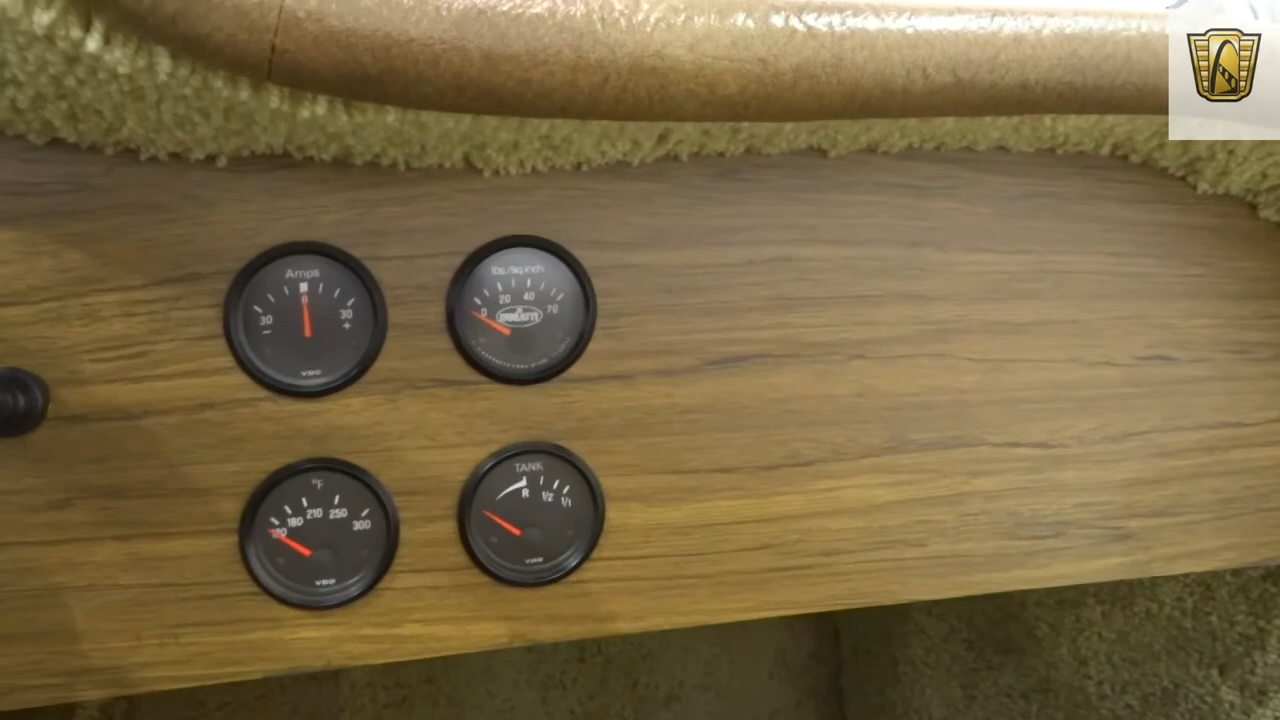 Amps
0
30 30
- +
VDO
lbs./sq.inch
20 40
0 70
°F
180 210 250
300
VDO
TANK
R 1/2 1/1
VDO